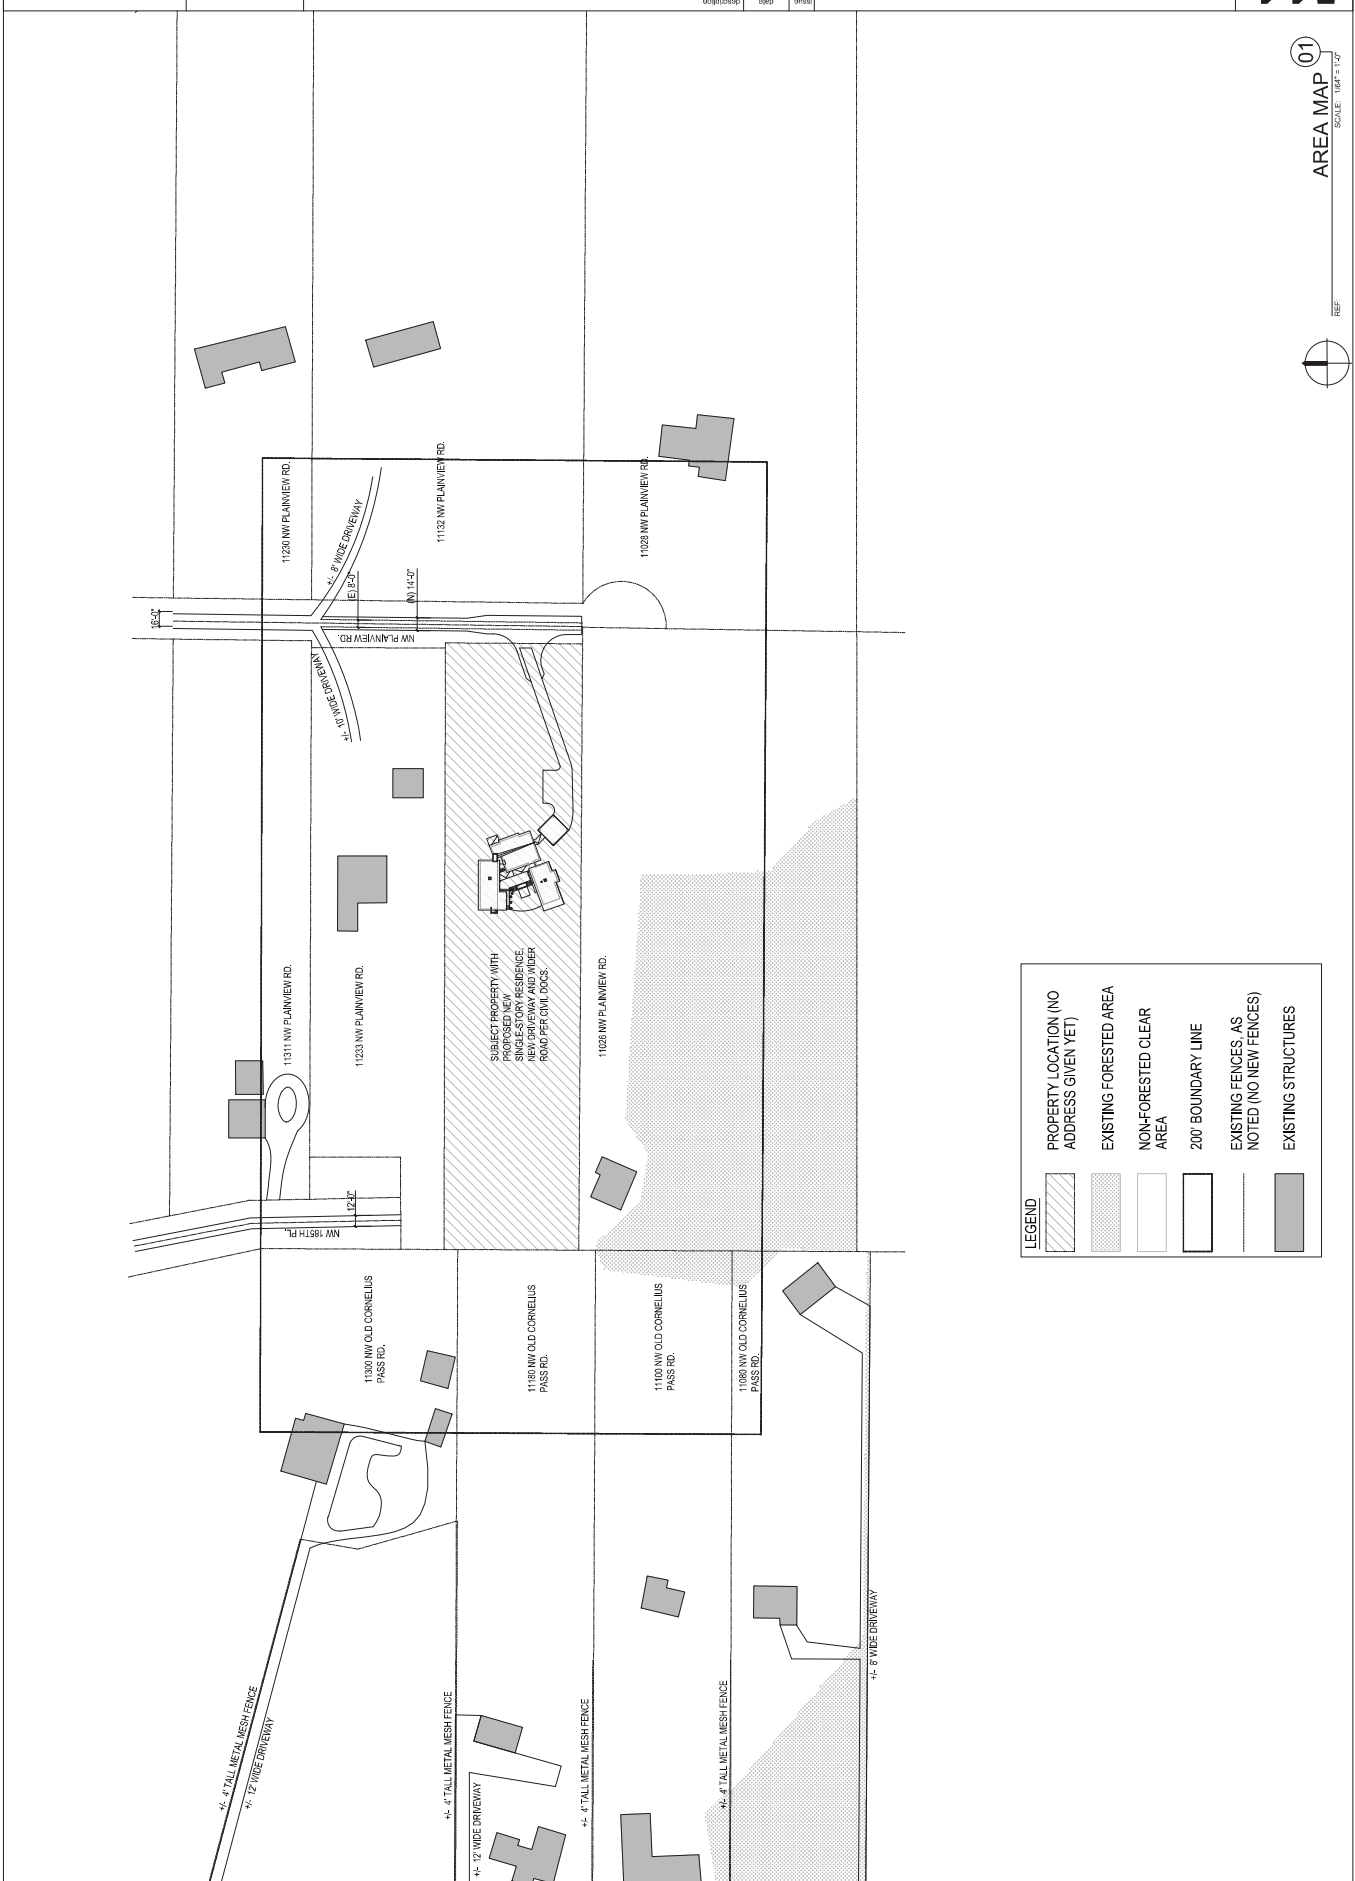 description
date
issue
AREA MAP
01
SCALE: 1/64" = 1'-0"
REF:
11230 NW PLAINVIEW RD.
11132 NW PLAINVIEW RD.
11028 NW PLAINVIEW RD.
+/- 8' WIDE DRIVEWAY
(E) 8'-0"
(N) 14'-0"
16'-0"
NW PLAINVIEW RD.
+/- 10' WIDE DRIVEWAY
11311 NW PLAINVIEW RD.
11233 NW PLAINVIEW RD.
SUBJECT PROPERTY WITH
PROPOSED NEW
SINGLE-STORY RESIDENCE,
NEW DRIVEWAY AND WIDER
ROAD PER CIVIL DOCS.
11026 NW PLAINVIEW RD.
12'-0"
NW 185TH PL.
11300 NW OLD CORNELIUS
PASS RD.
11180 NW OLD CORNELIUS
PASS RD.
11100 NW OLD CORNELIUS
PASS RD.
11080 NW OLD CORNELIUS
PASS RD.
+/- 4' TALL METAL MESH FENCE
+/- 12' WIDE DRIVEWAY
+/- 4' TALL METAL MESH FENCE
+/- 12' WIDE DRIVEWAY
+/- 4' TALL METAL MESH FENCE
+/- 4' TALL METAL MESH FENCE
+/- 8' WIDE DRIVEWAY
LEGEND
PROPERTY LOCATION (NO
ADDRESS GIVEN YET)
EXISTING FORESTED AREA
NON-FORESTED CLEAR
AREA
200' BOUNDARY LINE
EXISTING FENCES, AS
NOTED (NO NEW FENCES)
EXISTING STRUCTURES